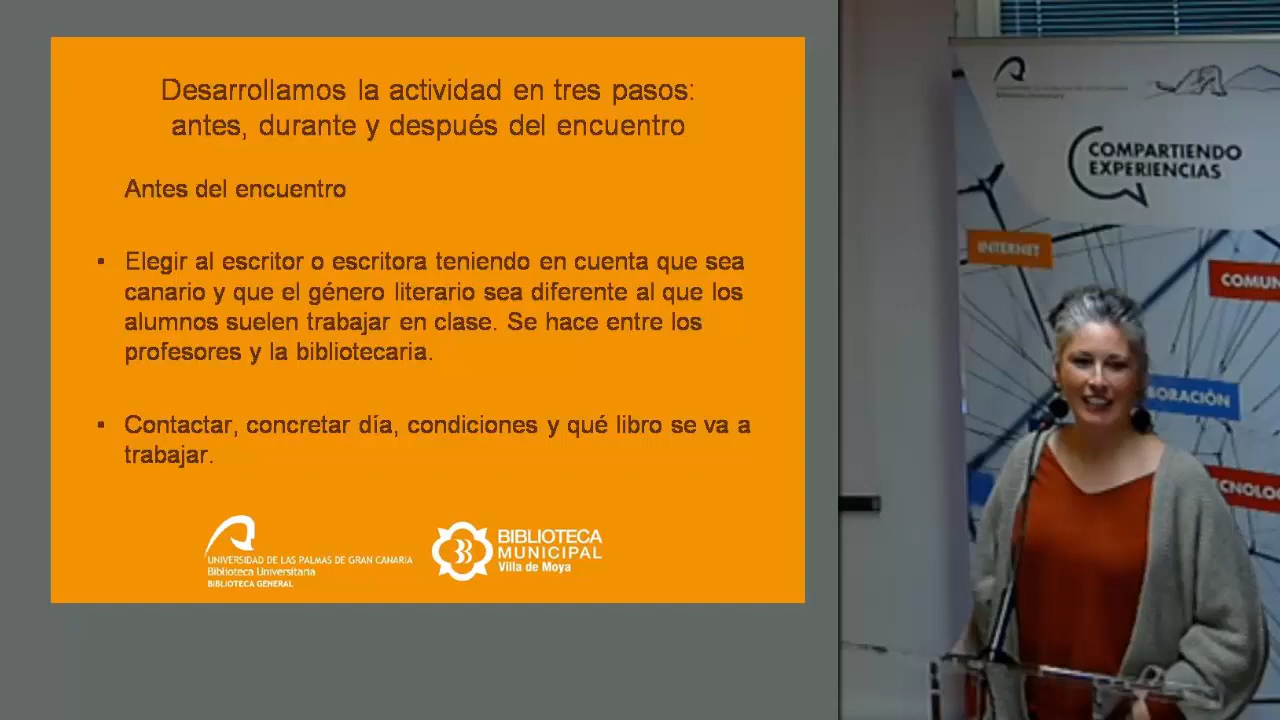 Desarrollamos la actividad en tres pasos:
antes, durante y después del encuentro
Antes del encuentro
• Elegir al escritor o escritora teniendo en cuenta que sea
canario y que el género literario sea diferente al que los
alumnos suelen trabajar en clase. Se hace entre los
profesores y la bibliotecaria.
• Contactar, concretar día, condiciones y qué libro se va a
trabajar.
UNIVERSIDAD DE LAS PALMAS DE GRAN CANARIA
Biblioteca Universitaria
BIBLIOTECA GENERAL
BIBLIOTECA
MUNICIPAL
Villa de Moya
COMPARTIENDO
EXPERIENCIAS
INTERNET
COMUN
BORACIÓN
ECNOLOG